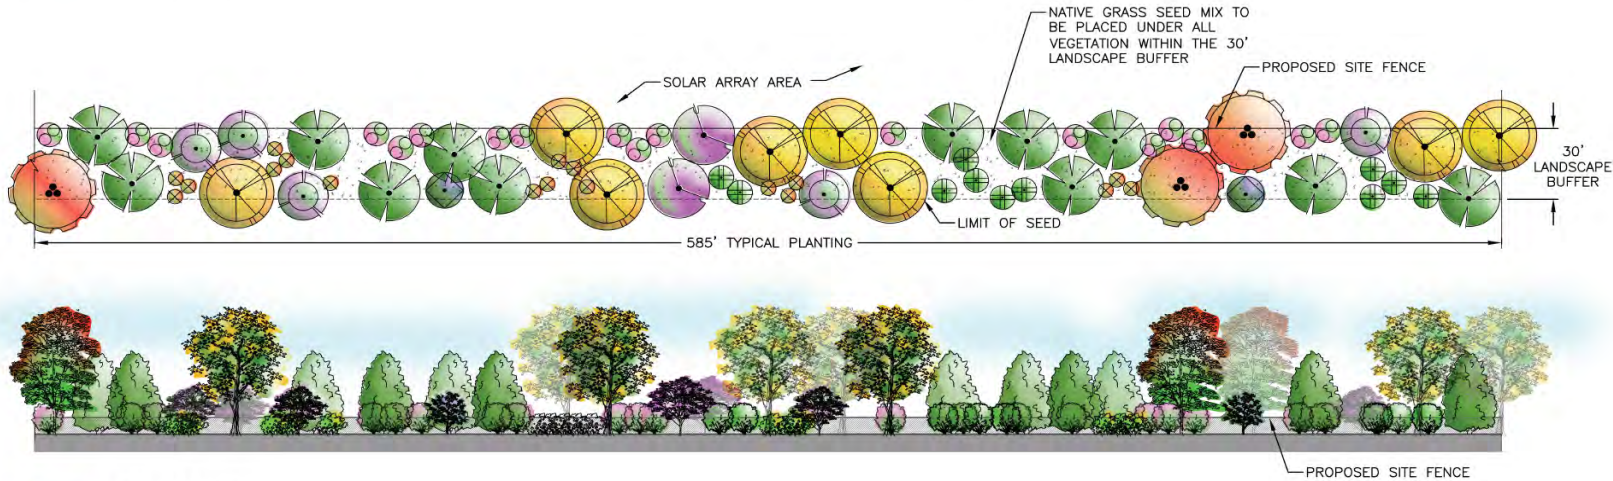 NATIVE GRASS SEED MIX TO
BE PLACED UNDER ALL
VEGETATION WITHIN THE 30'
LANDSCAPE BUFFER
SOLAR ARRAY AREA
PROPOSED SITE FENCE
30'
LANDSCAPE
BUFFER
LIMIT OF SEED
585' TYPICAL PLANTING
PROPOSED SITE FENCE